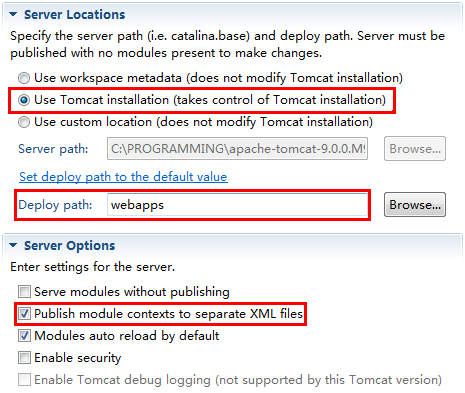 Server Locations
Specify the server path (i.e. catalina.base) and deploy path. Server must be
published with no modules present to make changes.
Use workspace metadata (does not modify Tomcat installation)
Use Tomcat installation (takes control of Tomcat installation)
Use custom location (does not modify Tomcat installation)
Server path: C:\PROGRAMMING\apache-tomcat-9.0.0.M9 Browse...
Set deploy path to the default value
Deploy path: webapps Browse...
Server Options
Enter settings for the server.
Serve modules without publishing
Publish module contexts to separate XML files
Modules auto reload by default
Enable security
Enable Tomcat debug logging (not supported by this Tomcat version)